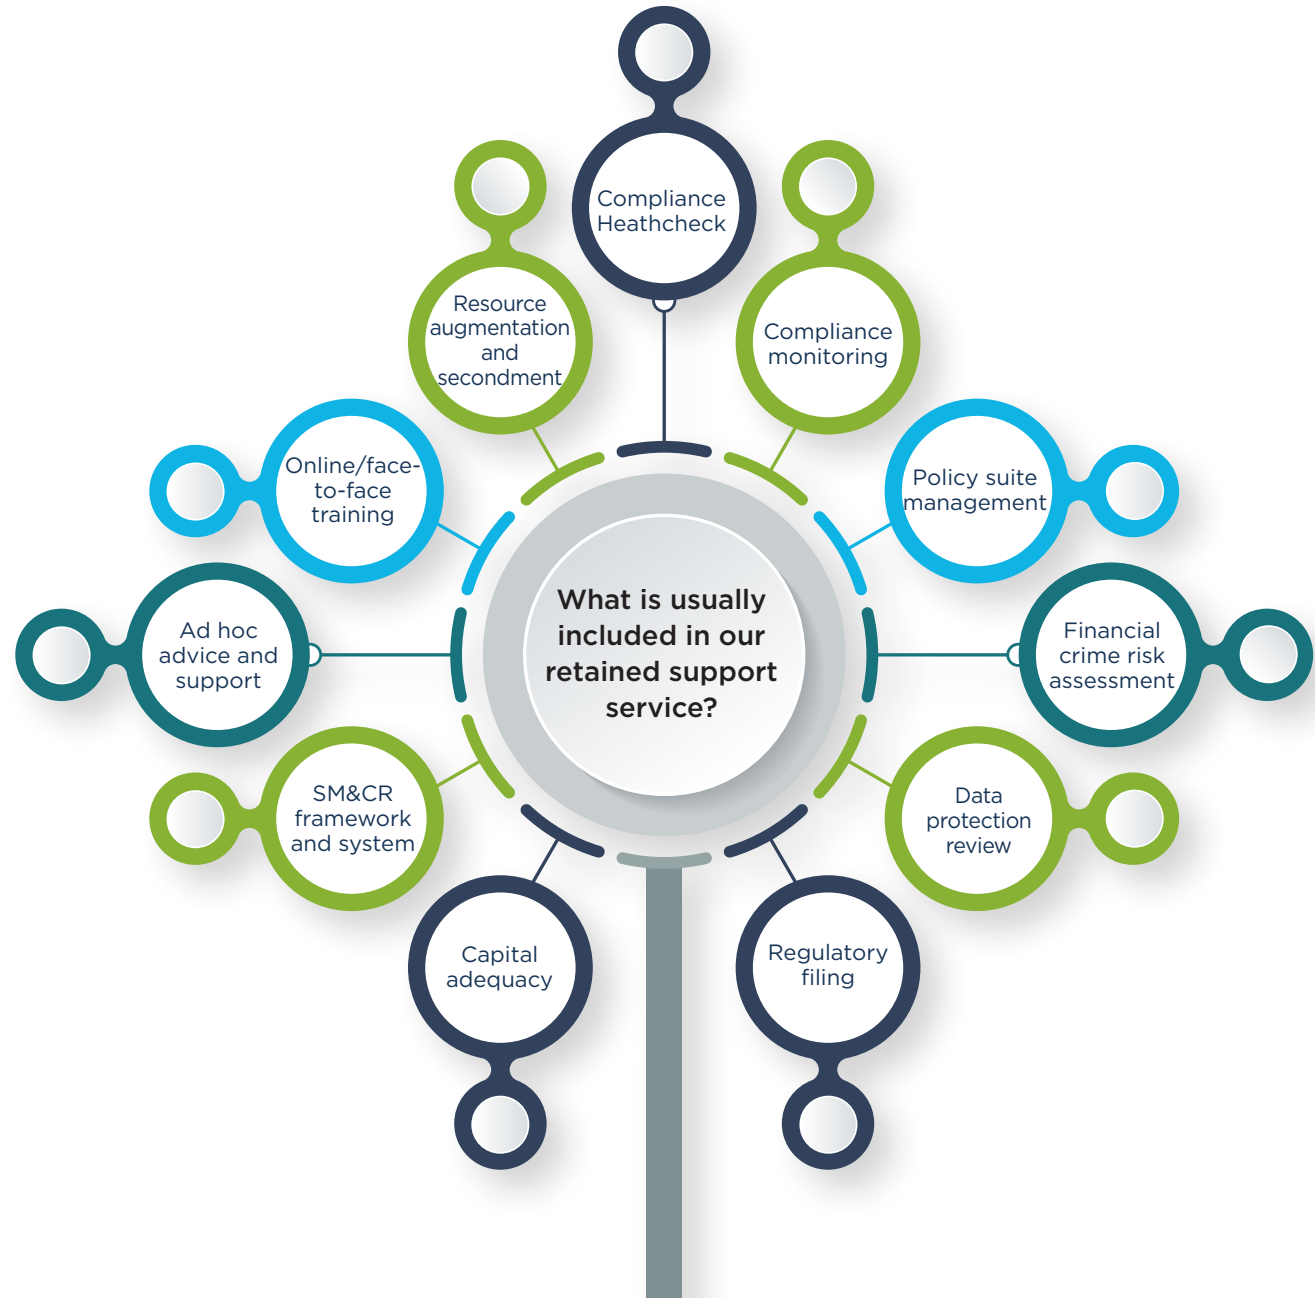 Compliance
Heathcheck
Resource
augmentation
and
secondment
Compliance
monitoring
Online/face-
to-face
training
Policy suite
management
What is usually
included in our
retained support
service?
Ad hoc
advice and
support
Financial
crime risk
assessment
SM&CR
framework
and system
Data
protection
review
Capital
adequacy
Regulatory
filing